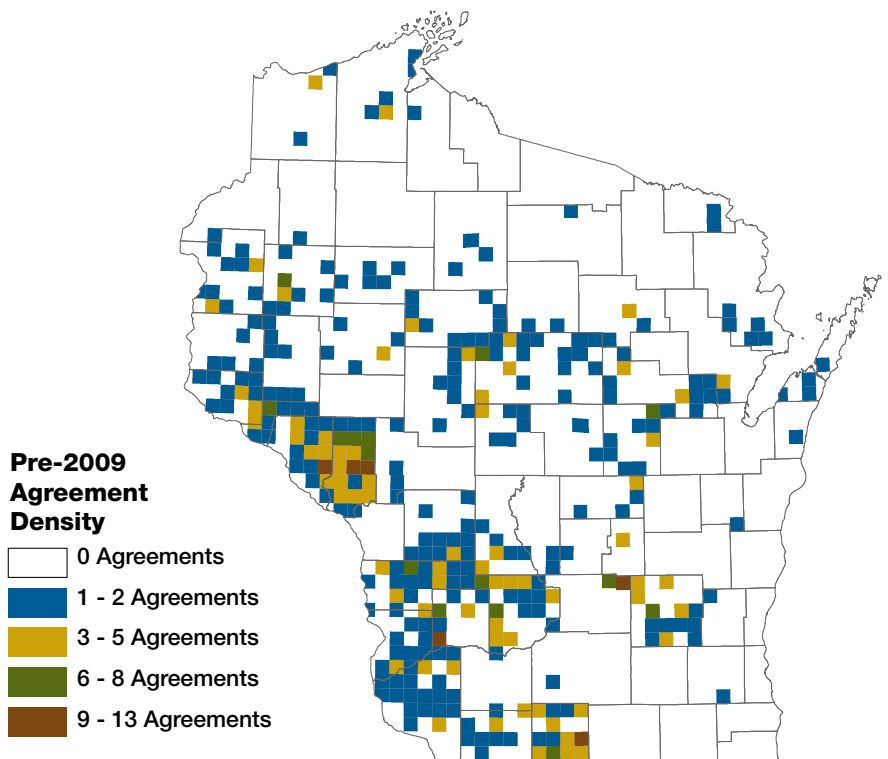 Pre-2009
Agreement
Density
0 Agreements
1 - 2 Agreements
3 - 5 Agreements
6 - 8 Agreements
9 - 13 Agreements